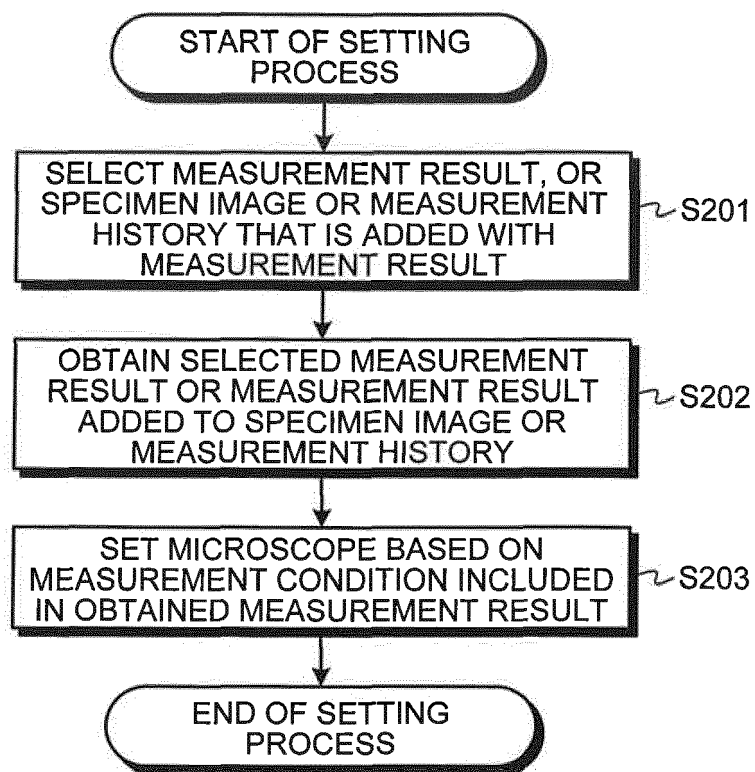 START OF SETTING
PROCESS
SELECT MEASUREMENT RESULT, OR
SPECIMEN IMAGE OR MEASUREMENT
HISTORY THAT IS ADDED WITH
MEASUREMENT RESULT
S201
OBTAIN SELECTED MEASUREMENT
RESULT OR MEASUREMENT RESULT
ADDED TO SPECIMEN IMAGE OR
MEASUREMENT HISTORY
S202
SET MICROSCOPE BASED ON
MEASUREMENT CONDITION INCLUDED
IN OBTAINED MEASUREMENT RESULT
S203
END OF SETTING
PROCESS